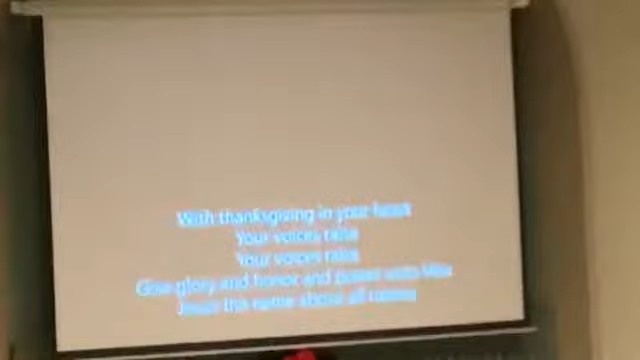 With thanksgiving in your heart
Your voices raise
Your voices raise
Give glory and honor and power unto Him
Jesus the name above all names